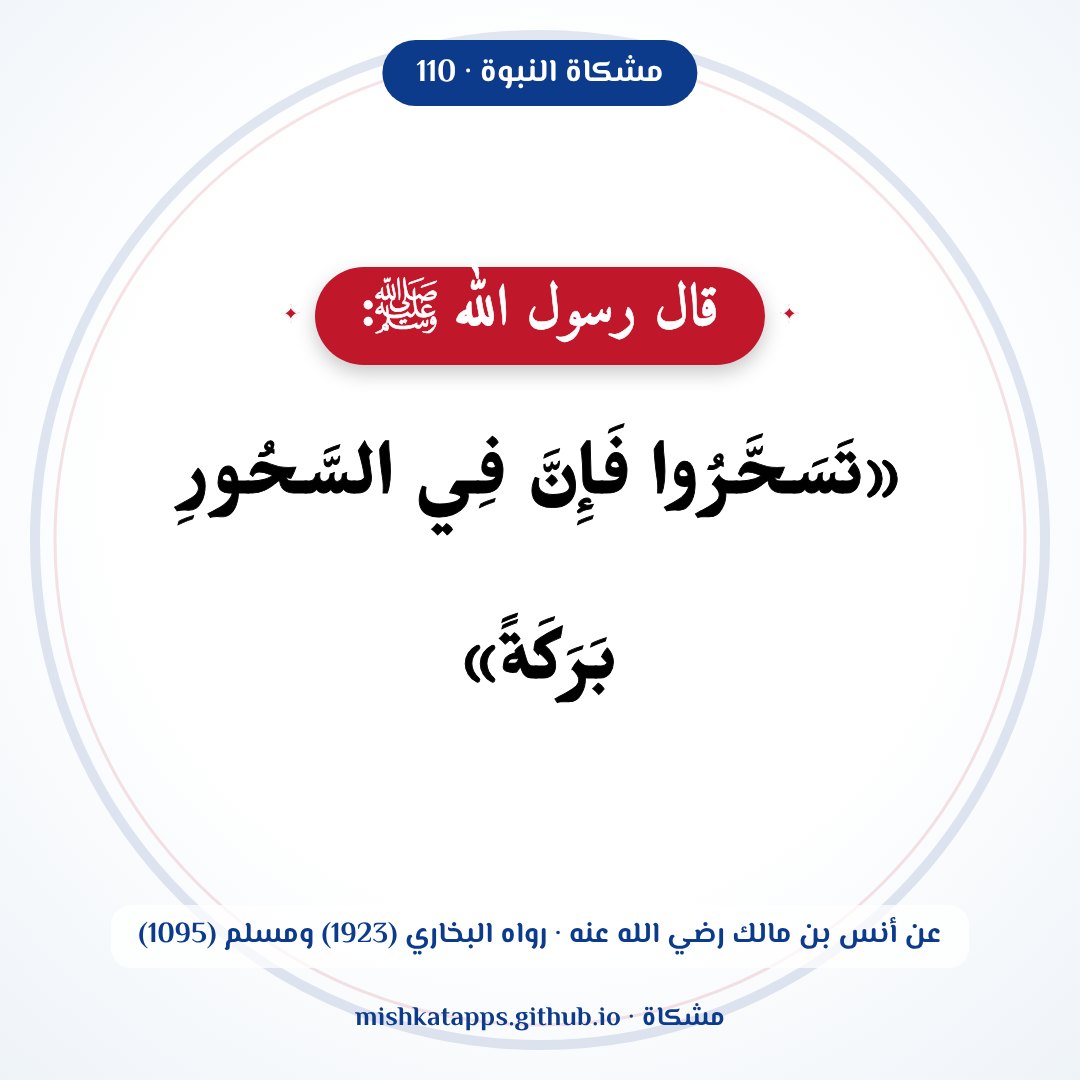 مشكاة النبوة · 110
قال رسول الله ﷺ:
«تَسَحَّرُوا فَإِنَّ فِي السَّحُورِ
بَرَكَةً»
عن أنس بن مالك رضي الله عنه · رواه البخاري (1923) ومسلم (1095)
مشكاة · mishkatapps.github.io